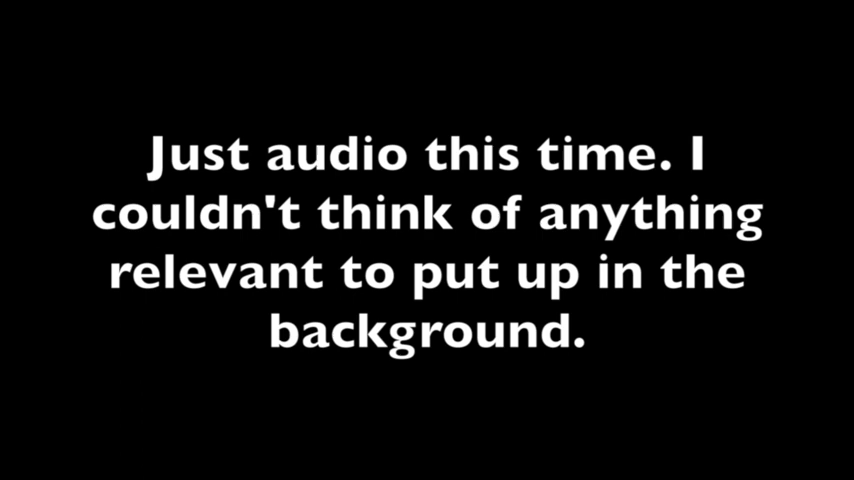 Just audio this time. I
couldn't think of anything
relevant to put up in the
background.